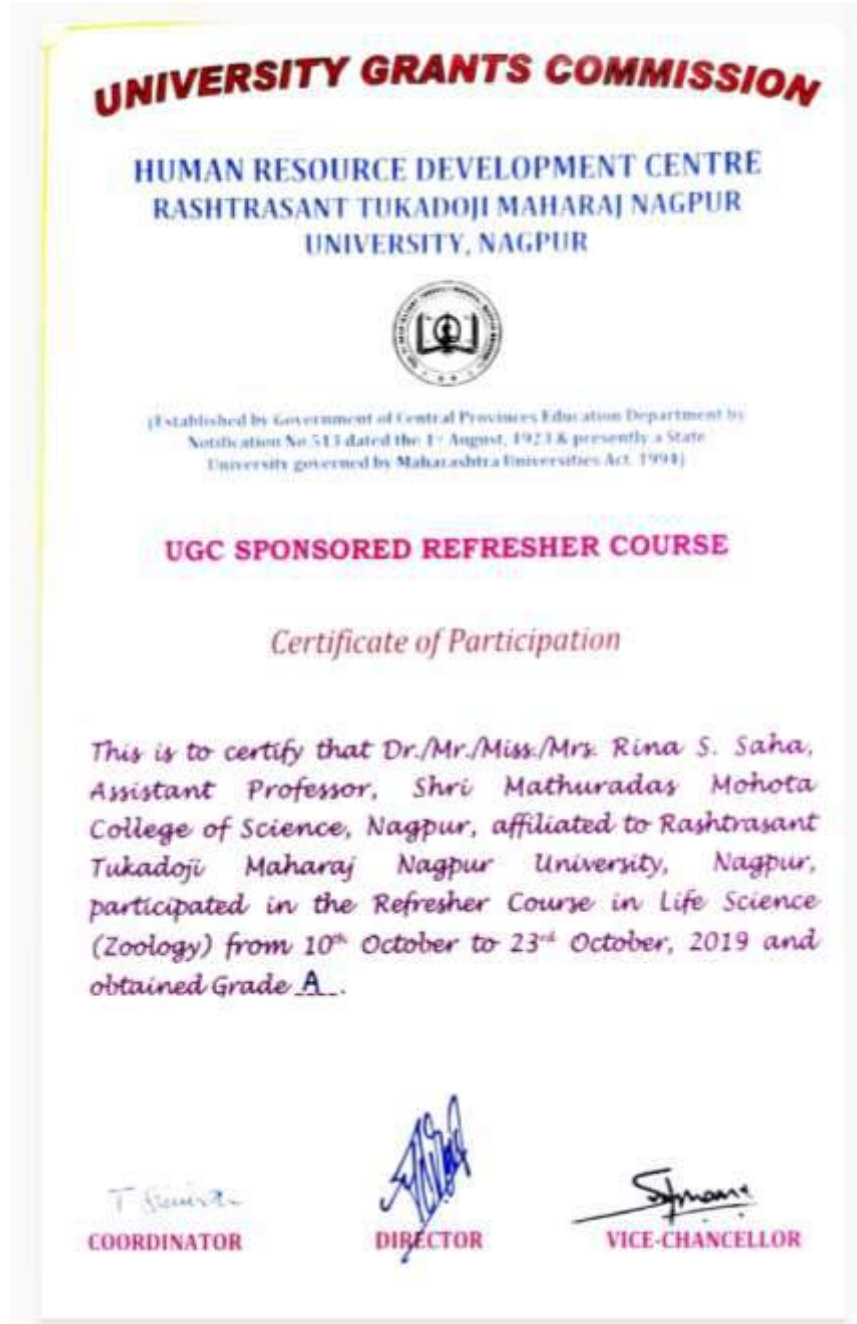 UNIVERSITY GRANTS COMMISSION
HUMAN RESOURCE DEVELOPMENT CENTRE
RASHTRASANT TUKADOJI MAHARAJ NAGPUR
UNIVERSITY, NAGPUR
(Established by Government of Central Provinces Education Department by
Notification No 513 dated the 1st August, 1923 & presently a State
University governed by Maharashtra Universities Act, 1994)
UGC SPONSORED REFRESHER COURSE
Certificate of Participation
This is to certify that Dr./Mr./Miss./Mrs. Rina S. Saha,
Assistant Professor, Shri Mathuradas Mohota
College of Science, Nagpur, affiliated to Rashtrasant
Tukadoji Maharaj Nagpur University, Nagpur,
participated in the Refresher Course in Life Science
(Zoology) from 10th October to 23rd October, 2019 and
obtained Grade A.
COORDINATOR DIRECTOR VICE-CHANCELLOR